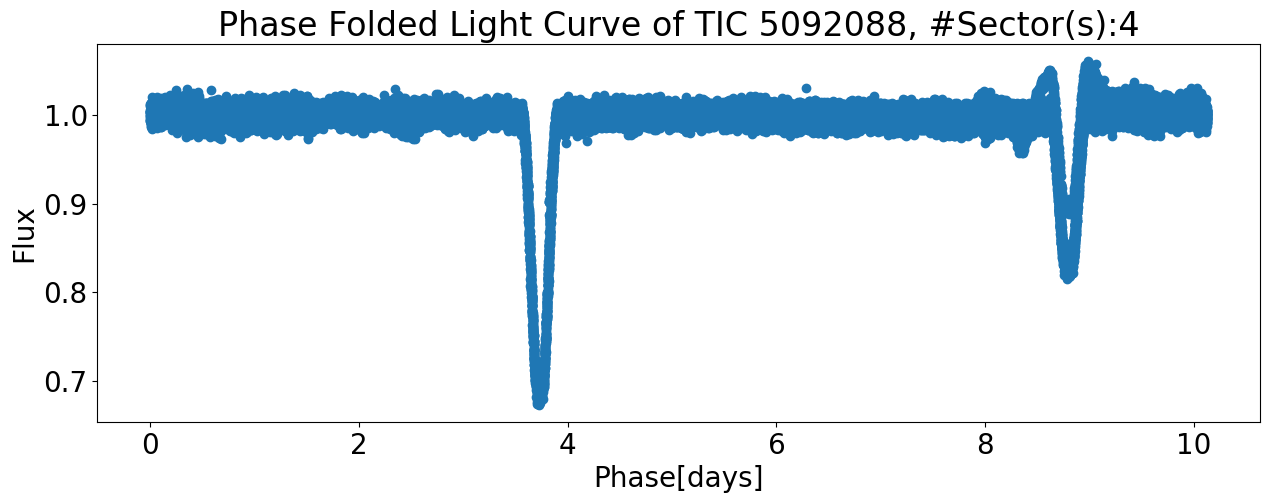 Phase Folded Light Curve of TIC 5092088, #Sector(s):4
1.0
0.9
0.8
0.7
Flux
0 2 4 6 8 10
Phase[days]